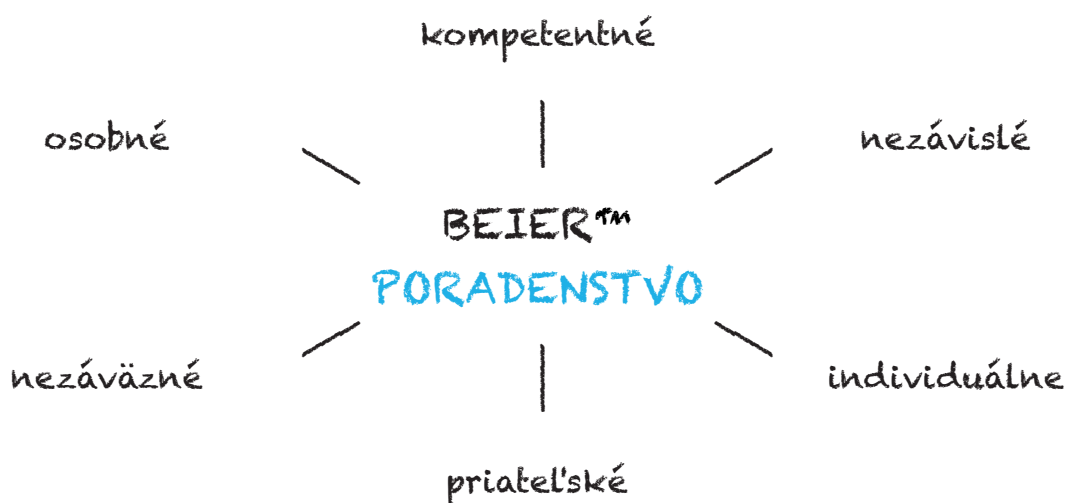 kompetentné
osobné
nezávislé
BEIER™
PORADENSTVO
nezáväzné
individuálne
priateľské